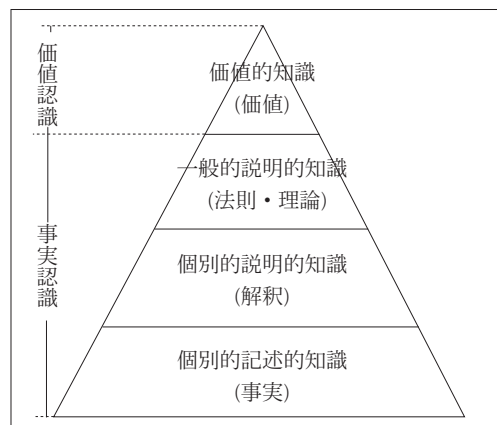 価値認識
事実認識
価値的知識
(価値)
一般的説明的知識
(法則・理論)
個別的説明的知識
(解釈)
個別的記述的知識
(事実)